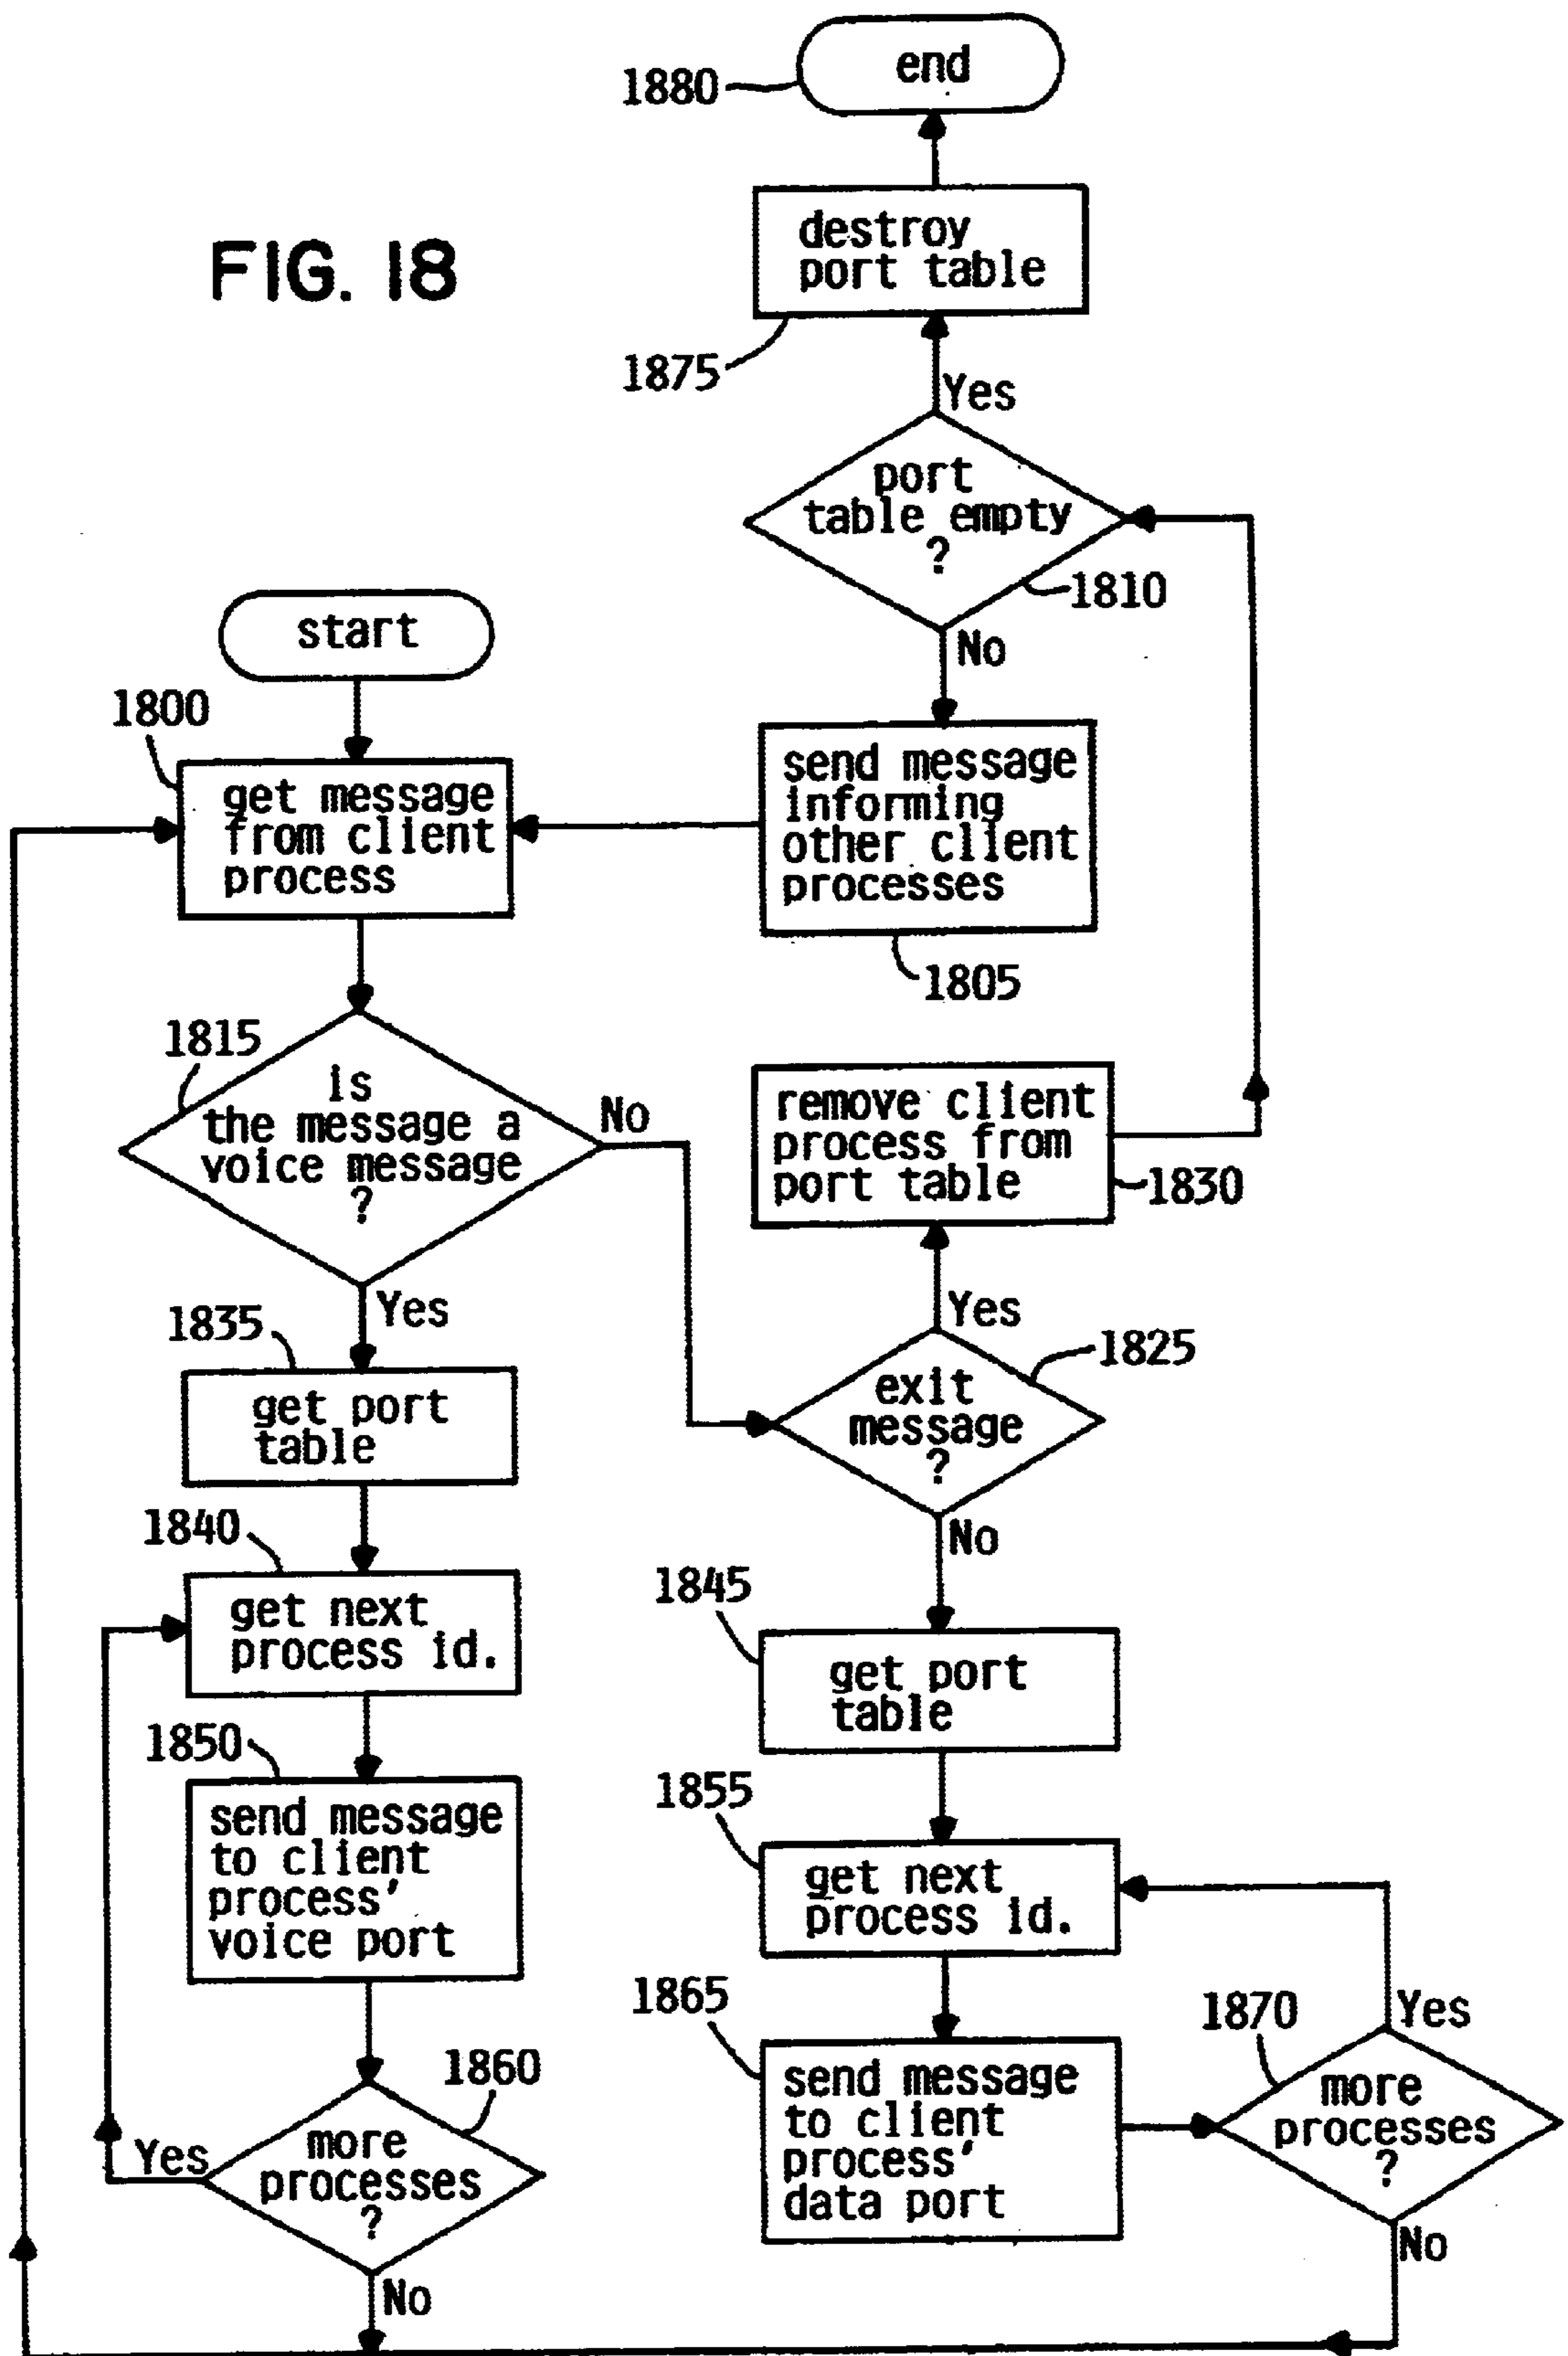 1880
end
FIG. 18
destroy
port table
1875
Yes
port
table empty
?
1810
No
start
1800
get message
from client
process
send message
informing
other client
processes
1805
1815
is
the message a
voice message
?
No
remove client
process from
port table
1830
Yes
1835
Yes
1825
exit
message
?
get port
table
No
1840
get next
process id.
1845
get port
table
1850
send message
to client
process'
voice port
1855
get next
process id.
1865
send message
to client
process'
data port
1870
Yes
more
processes
?
No
1860
more
processes
?
Yes
No